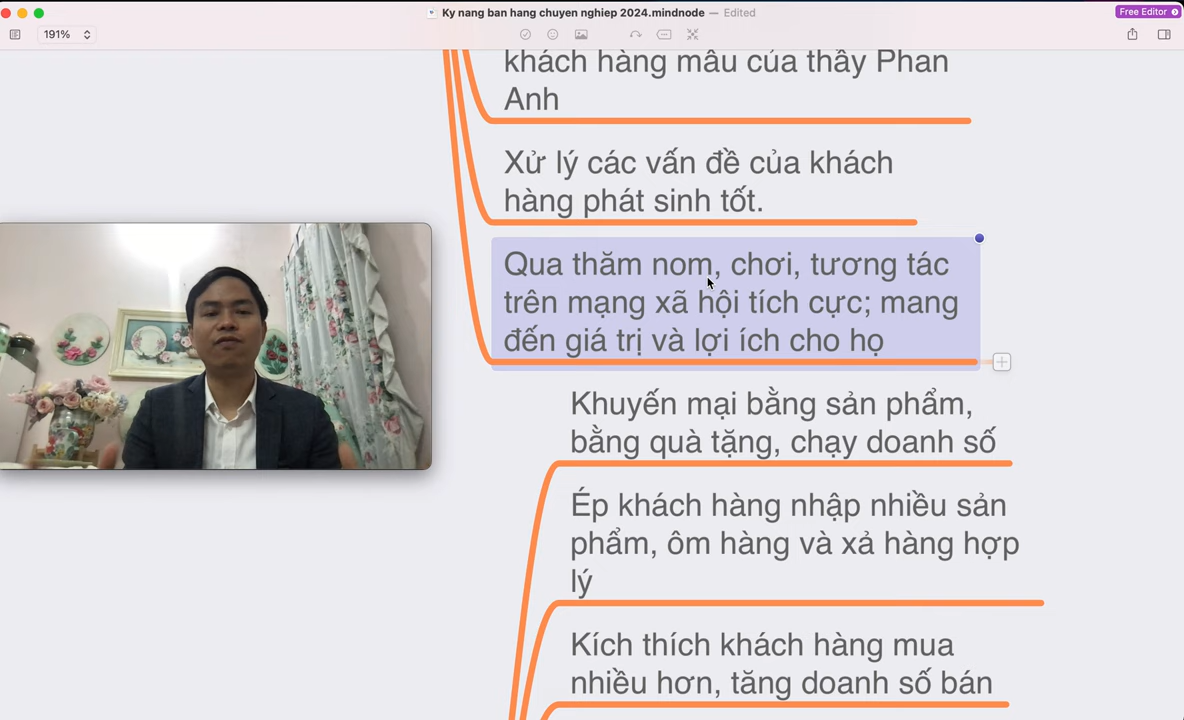 Ky nang ban hang chuyen nghiep 2024.mindnode — Edited
Free Editor
191%
khách hàng mẫu của thầy Phan
Anh
Xử lý các vấn đề của khách
hàng phát sinh tốt.
Qua thăm nom, chơi, tương tác
trên mạng xã hội tích cực; mang
đến giá trị và lợi ích cho họ
Khuyến mại bằng sản phẩm,
bằng quà tặng, chạy doanh số
Ép khách hàng nhập nhiều sản
phẩm, ôm hàng và xả hàng hợp
lý
Kích thích khách hàng mua
nhiều hơn, tăng doanh số bán